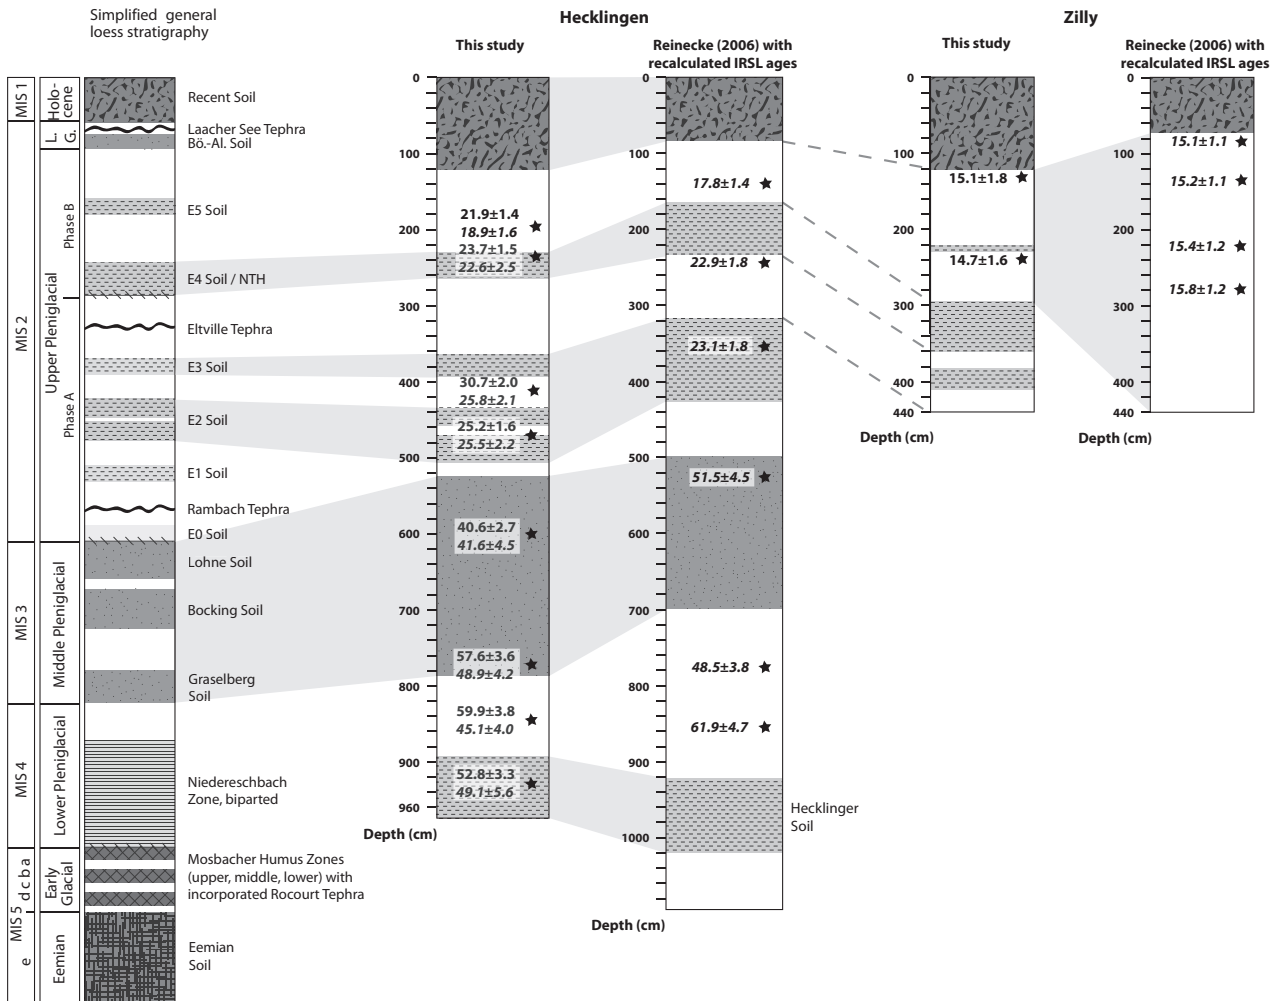 Simplified general
loess stratigraphy
Hecklingen
Zilly
This study
Reinecke (2006) with
recalculated IRSL ages
This study
Reinecke (2006) with
recalculated IRSL ages
MIS 1
MIS 2
MIS 3
MIS 4
MIS 5
d c b a
e
Holo-
cene
L.
G.
Upper Pleniglacial
Phase B
Phase A
Middle Pleniglacial
Lower Pleniglacial
Early
Glacial
Eemian
Recent Soil
Laacher See Tephra
Bö.-Al. Soil
E5 Soil
E4 Soil / NTH
Eltville Tephra
E3 Soil
E2 Soil
E1 Soil
Rambach Tephra
E0 Soil
Lohne Soil
Bocking Soil
Graselberg
Soil
Niedereschbach
Zone, biparted
Mosbacher Humus Zones
(upper, middle, lower) with
incorporated Rocourt Tephra
Eemian
Soil
0
100
200
300
400
500
600
700
800
900
960
Depth (cm)
21.9±1.4
18.9±1.6
23.7±1.5
22.6±2.5
30.7±2.0
25.8±2.1
25.2±1.6
25.5±2.2
40.6±2.7
41.6±4.5
57.6±3.6
48.9±4.2
59.9±3.8
45.1±4.0
52.8±3.3
49.1±5.6
0
100
200
300
400
500
600
700
800
900
1000
Depth (cm)
17.8±1.4
22.9±1.8
23.1±1.8
51.5±4.5
48.5±3.8
61.9±4.7
Hecklinger
Soil
0
100
200
300
400
440
Depth (cm)
15.1±1.8
14.7±1.6
0
100
200
300
400
440
Depth (cm)
15.1±1.1
15.2±1.1
15.4±1.2
15.8±1.2